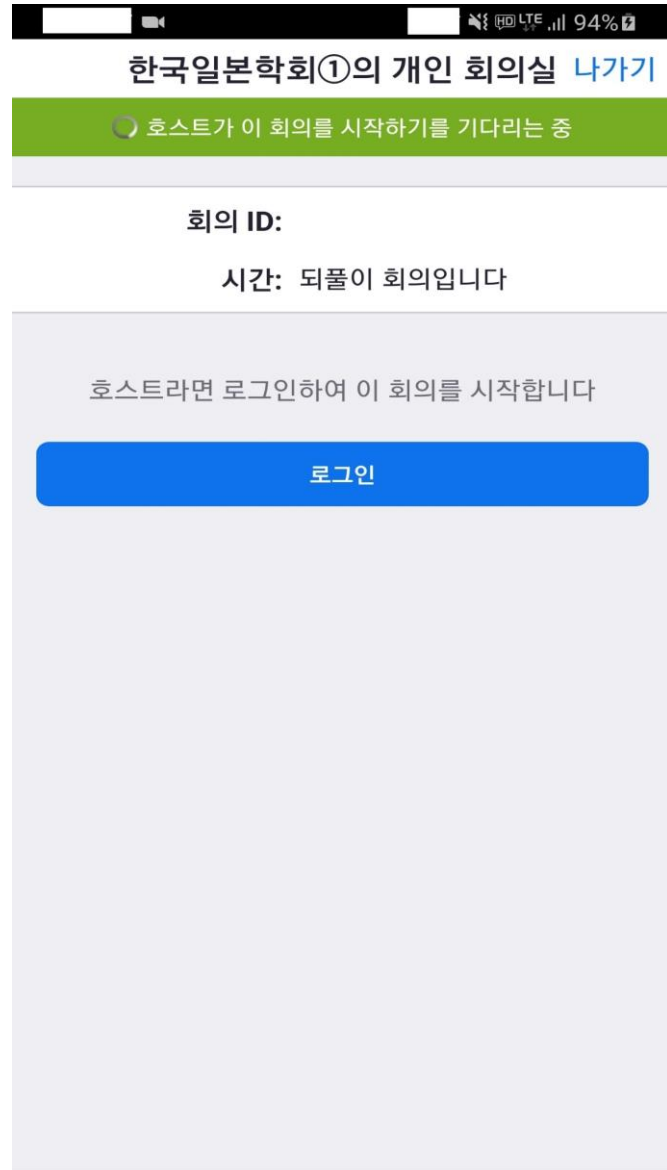 LTE 94%
한국일본학회①의 개인 회의실 나가기
호스트가 이 회의를 시작하기를 기다리는 중
회의 ID:
시간: 되풀이 회의입니다
호스트라면 로그인하여 이 회의를 시작합니다
로그인